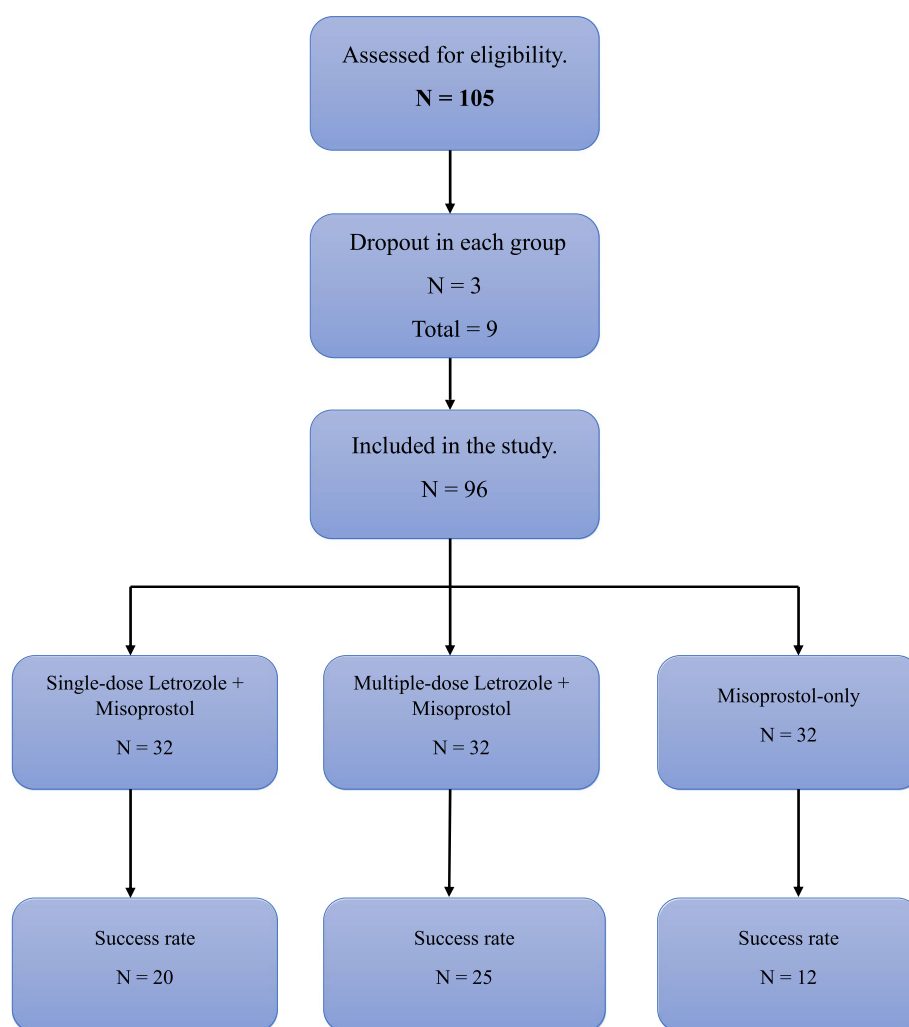 Assessed for eligibility.
N = 105
Dropout in each group
N = 3
Total = 9
Included in the study.
N = 96
Single-dose Letrozole +
Misoprostol
N = 32
Multiple-dose Letrozole +
Misoprostol
N = 32
Misoprostol-only
N = 32
Success rate
N = 20
Success rate
N = 25
Success rate
N = 12